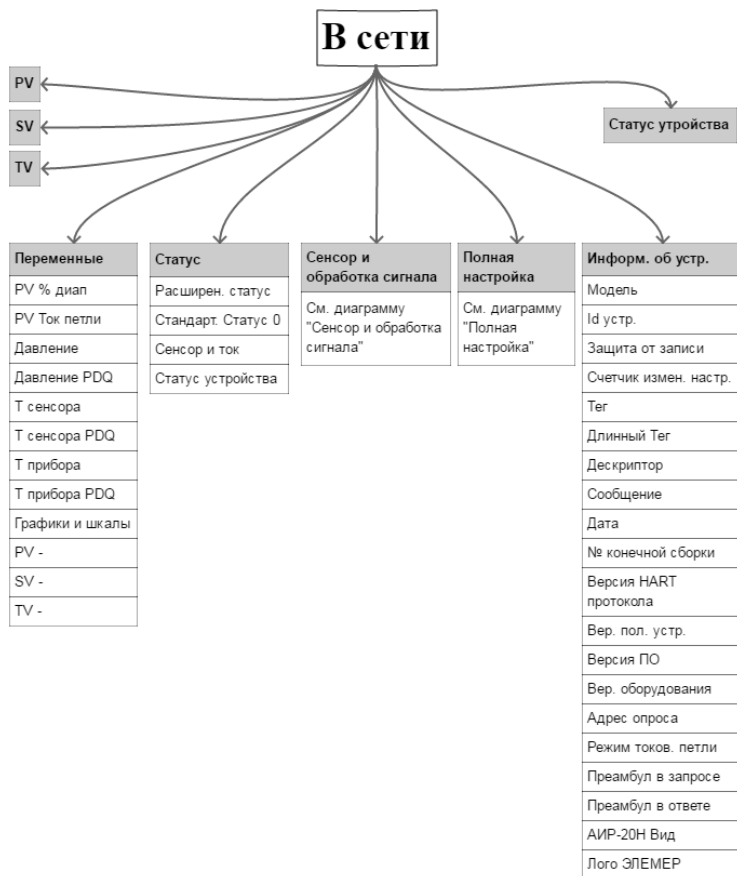 В сети
PV
SV
TV
Статус утройства
Переменные
PV % диап
PV Ток петли
Давление
Давление PDQ
Т сенсора
Т сенсора PDQ
Т прибора
Т прибора PDQ
Графики и шкалы
PV -
SV -
TV -
Статус
Расширен. статус
Стандарт. Статус 0
Сенсор и ток
Статус устройства
Сенсор и
обработка сигнала
См. диаграмму
"Сенсор и обработка
сигнала"
Полная
настройка
См. диаграмму
"Полная
настройка"
Информ. об устр.
Модель
Id устр.
Защита от записи
Счетчик измен. настр.
Тег
Длинный Тег
Дескриптор
Сообщение
Дата
№ конечной сборки
Версия HART
протокола
Вер. пол. устр.
Версия ПО
Вер. оборудования
Адрес опроса
Режим токов. петли
Преамбул в запросе
Преамбул в ответе
АИР-20Н Вид
Лого ЭЛЕМЕР